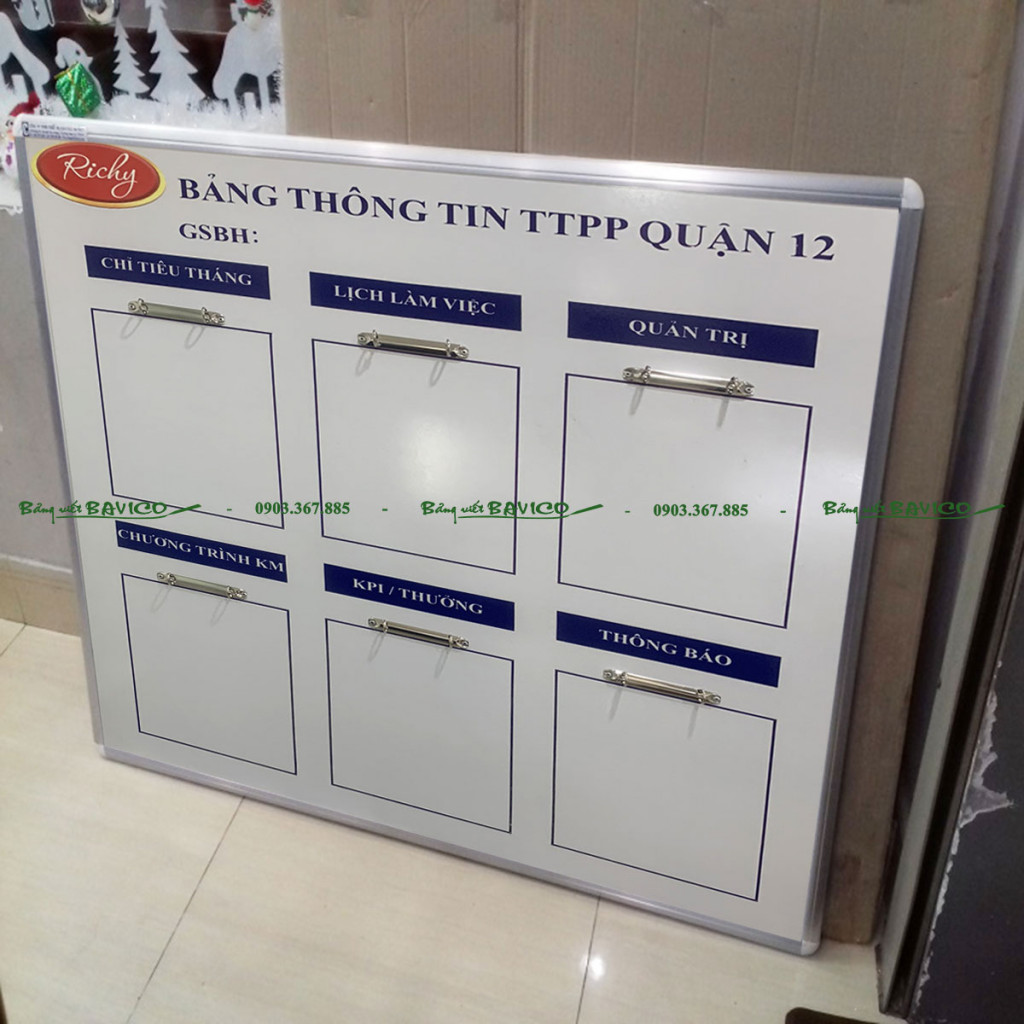 Richy
BẢNG THÔNG TIN TTPP QUẬN 12
GSBH:
CHỈ TIÊU THÁNG
LỊCH LÀM VIỆC
QUẢN TRỊ
Bảng viết BAVICO - 0903.367.885 - Bảng viết BAVICO - 0903.367.885 - Bảng viết BAVICO
CHƯƠNG TRÌNH KM
KPI / THƯỞNG
THÔNG BÁO